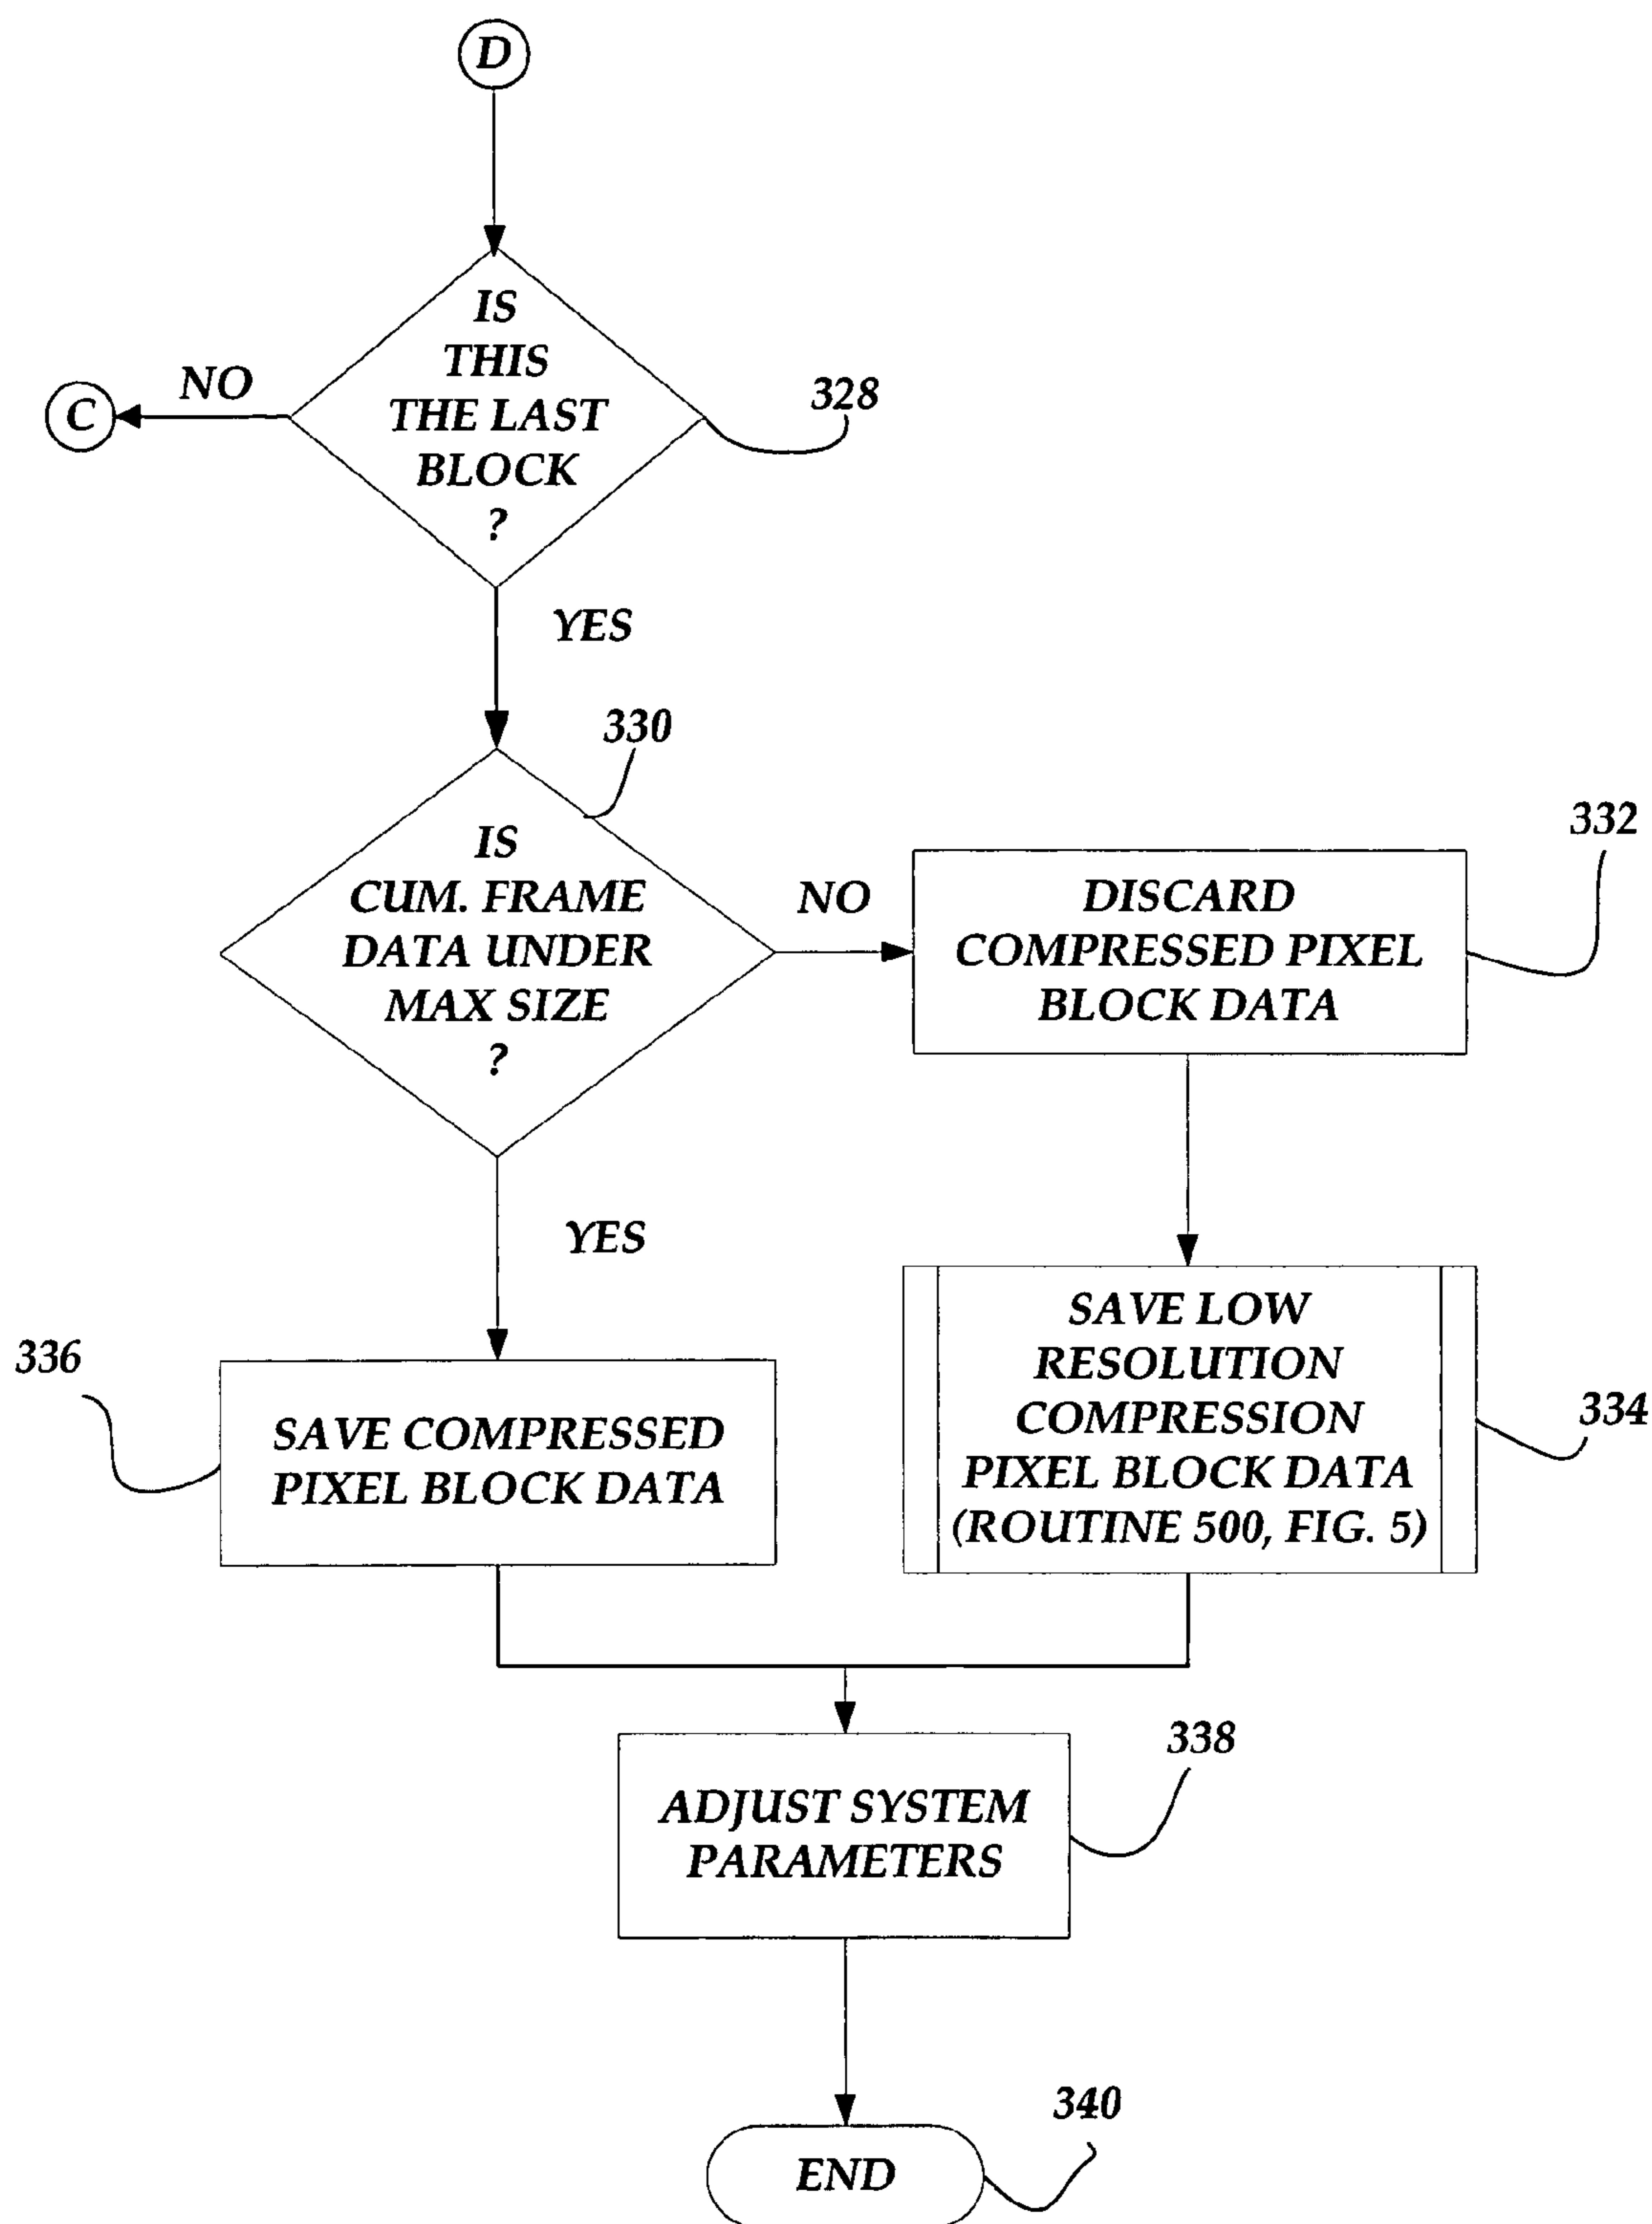 D
IS
THIS
THE LAST
BLOCK
?
328
NO
C
YES
330
IS
CUM. FRAME
DATA UNDER
MAX SIZE
?
NO
332
DISCARD
COMPRESSED PIXEL
BLOCK DATA
YES
336
SAVE COMPRESSED
PIXEL BLOCK DATA
SAVE LOW
RESOLUTION
COMPRESSION
PIXEL BLOCK DATA
(ROUTINE 500, FIG. 5)
334
338
ADJUST SYSTEM
PARAMETERS
340
END